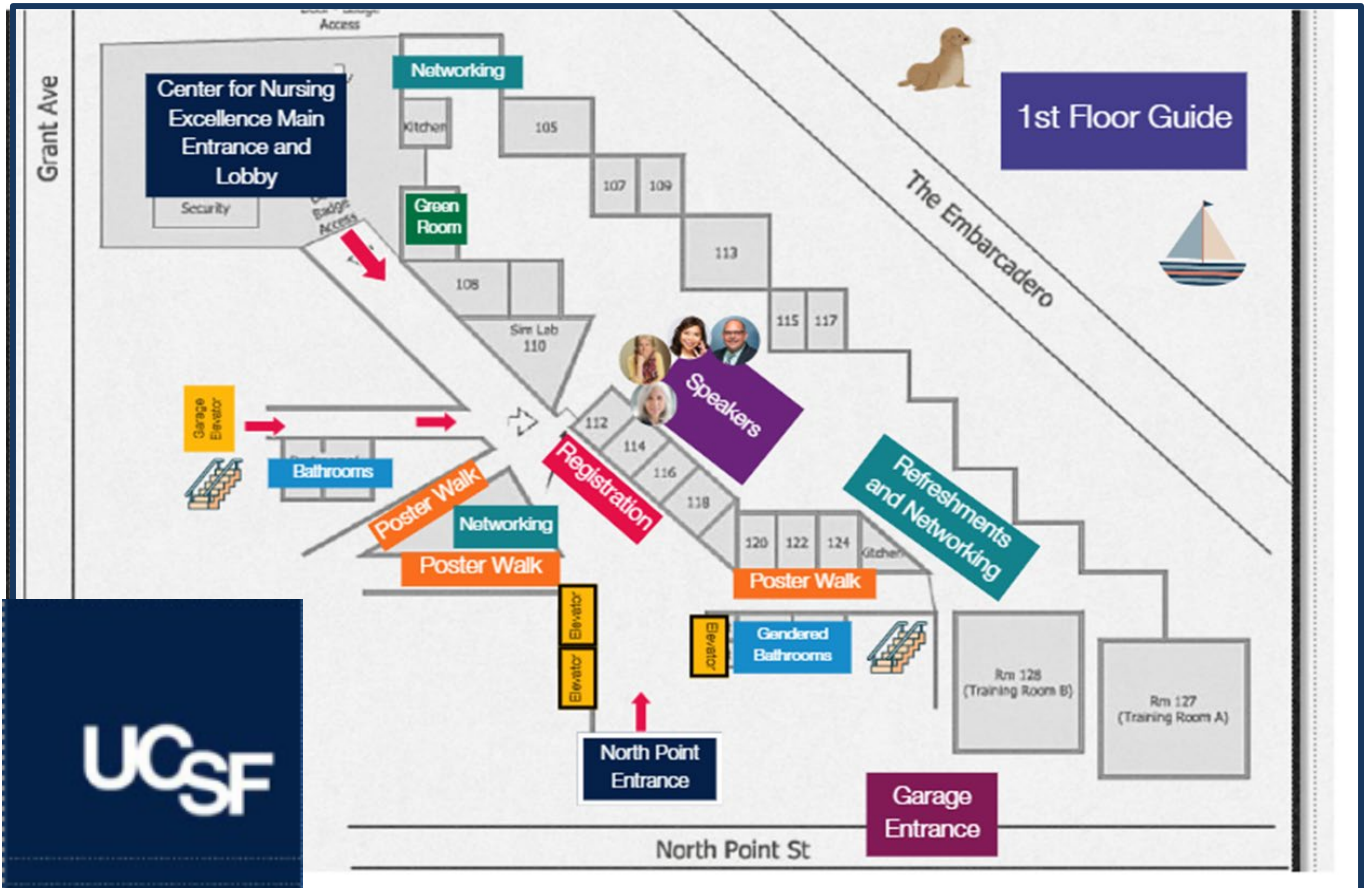 Access
Grant Ave
Center for Nursing
Excellence Main
Entrance and
Lobby
Security
Badge
Access
Networking
Kitchen
105
107
109
Green
Room
108
Sim Lab
110
113
115
117
1st Floor Guide
The Embarcadero
Speakers
Garage
Elevator
Bathrooms
112
114
116
118
Registration
Poster Walk
Networking
Poster Walk
120
122
124
Kitchen
Poster Walk
Refreshments
and Networking
Elevator
Elevator
Elevator
Gendered
Bathrooms
Rm 128
(Training Room B)
Rm 127
(Training Room A)
North Point
Entrance
Garage
Entrance
North Point St
UCSF